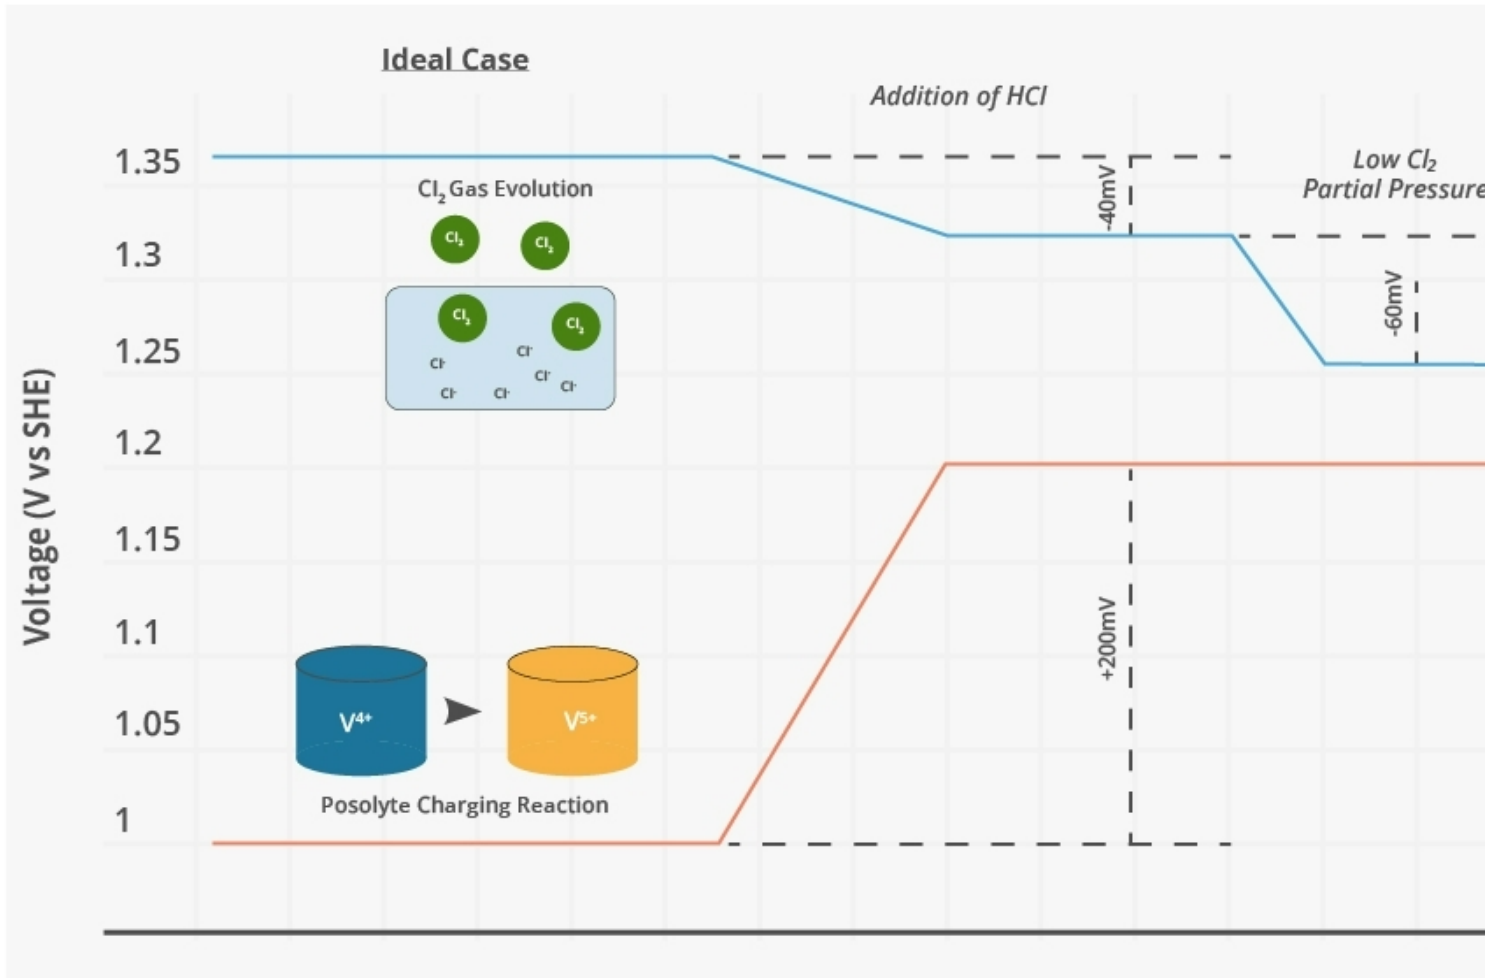 Ideal Case
Addition of HCl
Low Cl₂
Partial Pressure
1.35
1.3
1.25
1.2
1.15
1.1
1.05
1
Voltage (V vs SHE)
Cl₂ Gas Evolution
Cl₂
Cl₂
Cl₂
Cl₂
Cl⁻
Cl⁻
Cl⁻
Cl⁻
Cl⁻
Cl⁻
-40mV
-60mV
+200mV
V⁴⁺
V⁵⁺
Posolyte Charging Reaction